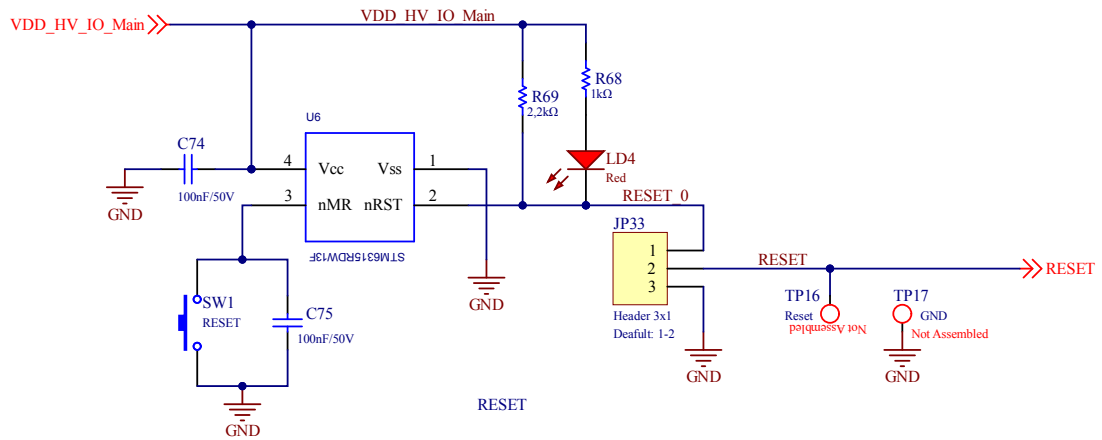 VDD_HV_IO_Main
VDD_HV_IO_Main
R68
1kΩ
R69
2,2kΩ
U6
C74
100nF/50V
GND
4
Vcc
Vss
1
3
nMR
nRST
2
STM6315RDW13F
LD4
Red
RESET_0
JP33
1
2
3
Header 3x1
Deafult: 1-2
GND
RESET
RESET
TP16
Reset
Not Assembled
TP17
GND
Not Assembled
GND
GND
SW1
RESET
C75
100nF/50V
GND
RESET